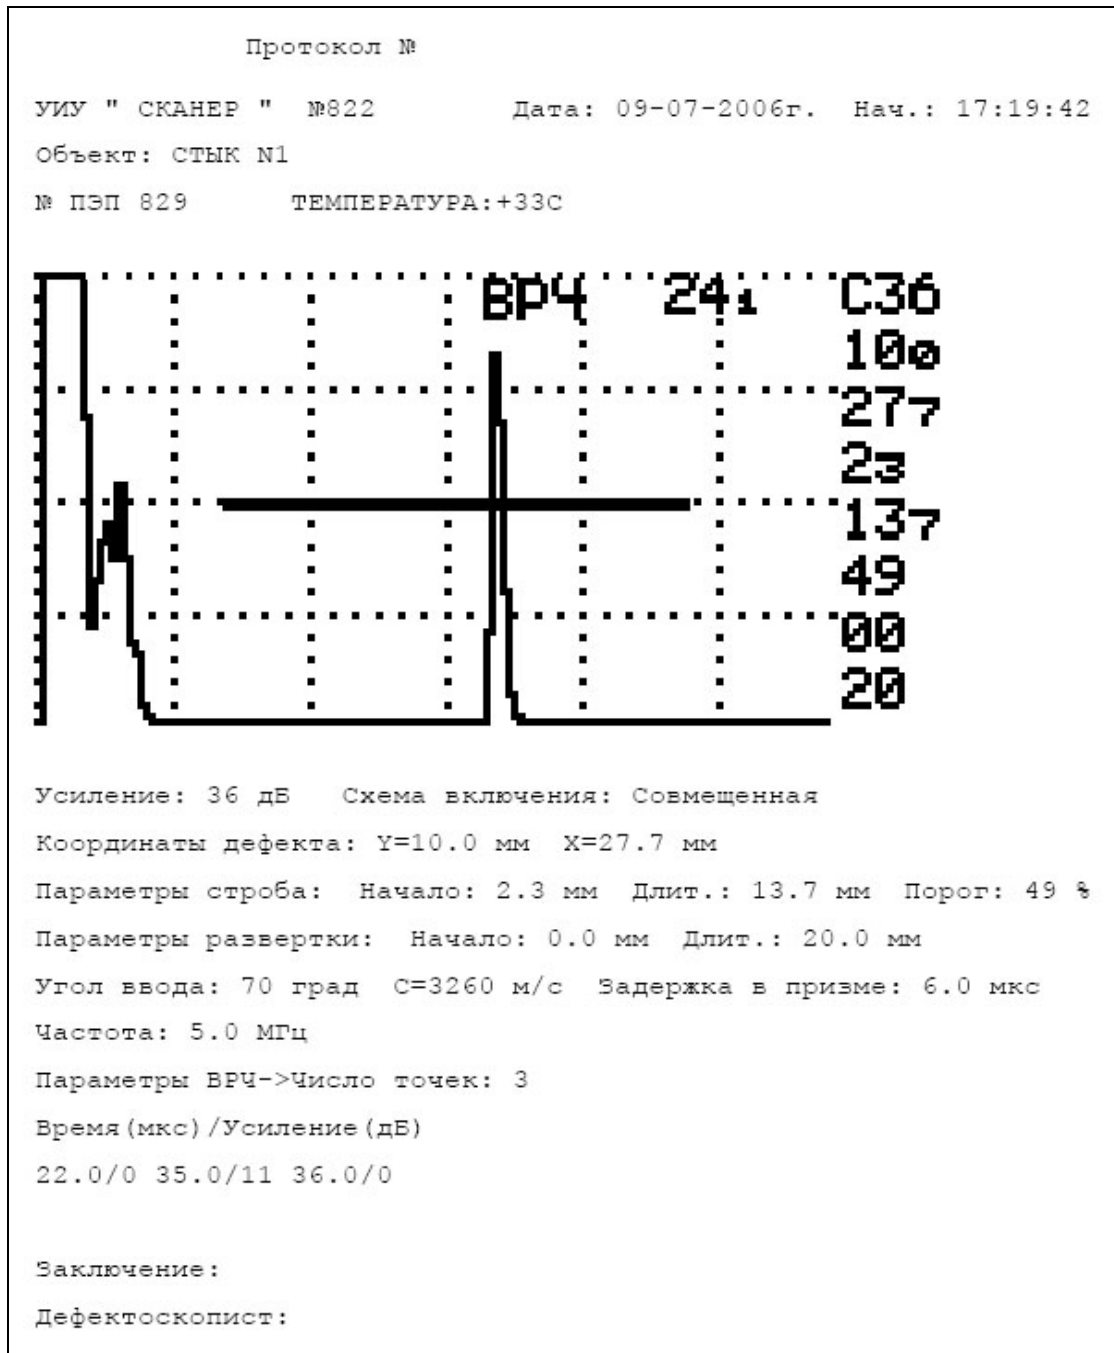 Протокол №
УИУ " СКАНЕР " №822 Дата: 09-07-2006г. Нач.: 17:19:42
Объект: СТЫК N1
№ ПЭП 829 ТЕМПЕРАТУРА:+33С
ВРЧ 241 С36
100
277
23
137
49
00
20
Усиление: 36 дБ Схема включения: Совмещенная
Координаты дефекта: Y=10.0 мм X=27.7 мм
Параметры строба: Начало: 2.3 мм Длит.: 13.7 мм Порог: 49 %
Параметры развертки: Начало: 0.0 мм Длит.: 20.0 мм
Угол ввода: 70 град С=3260 м/с Задержка в призме: 6.0 мкс
Частота: 5.0 МГц
Параметры ВРЧ->Число точек: 3
Время(мкс)/Усиление(дБ)
22.0/0 35.0/11 36.0/0
Заключение:
Дефектоскопист: